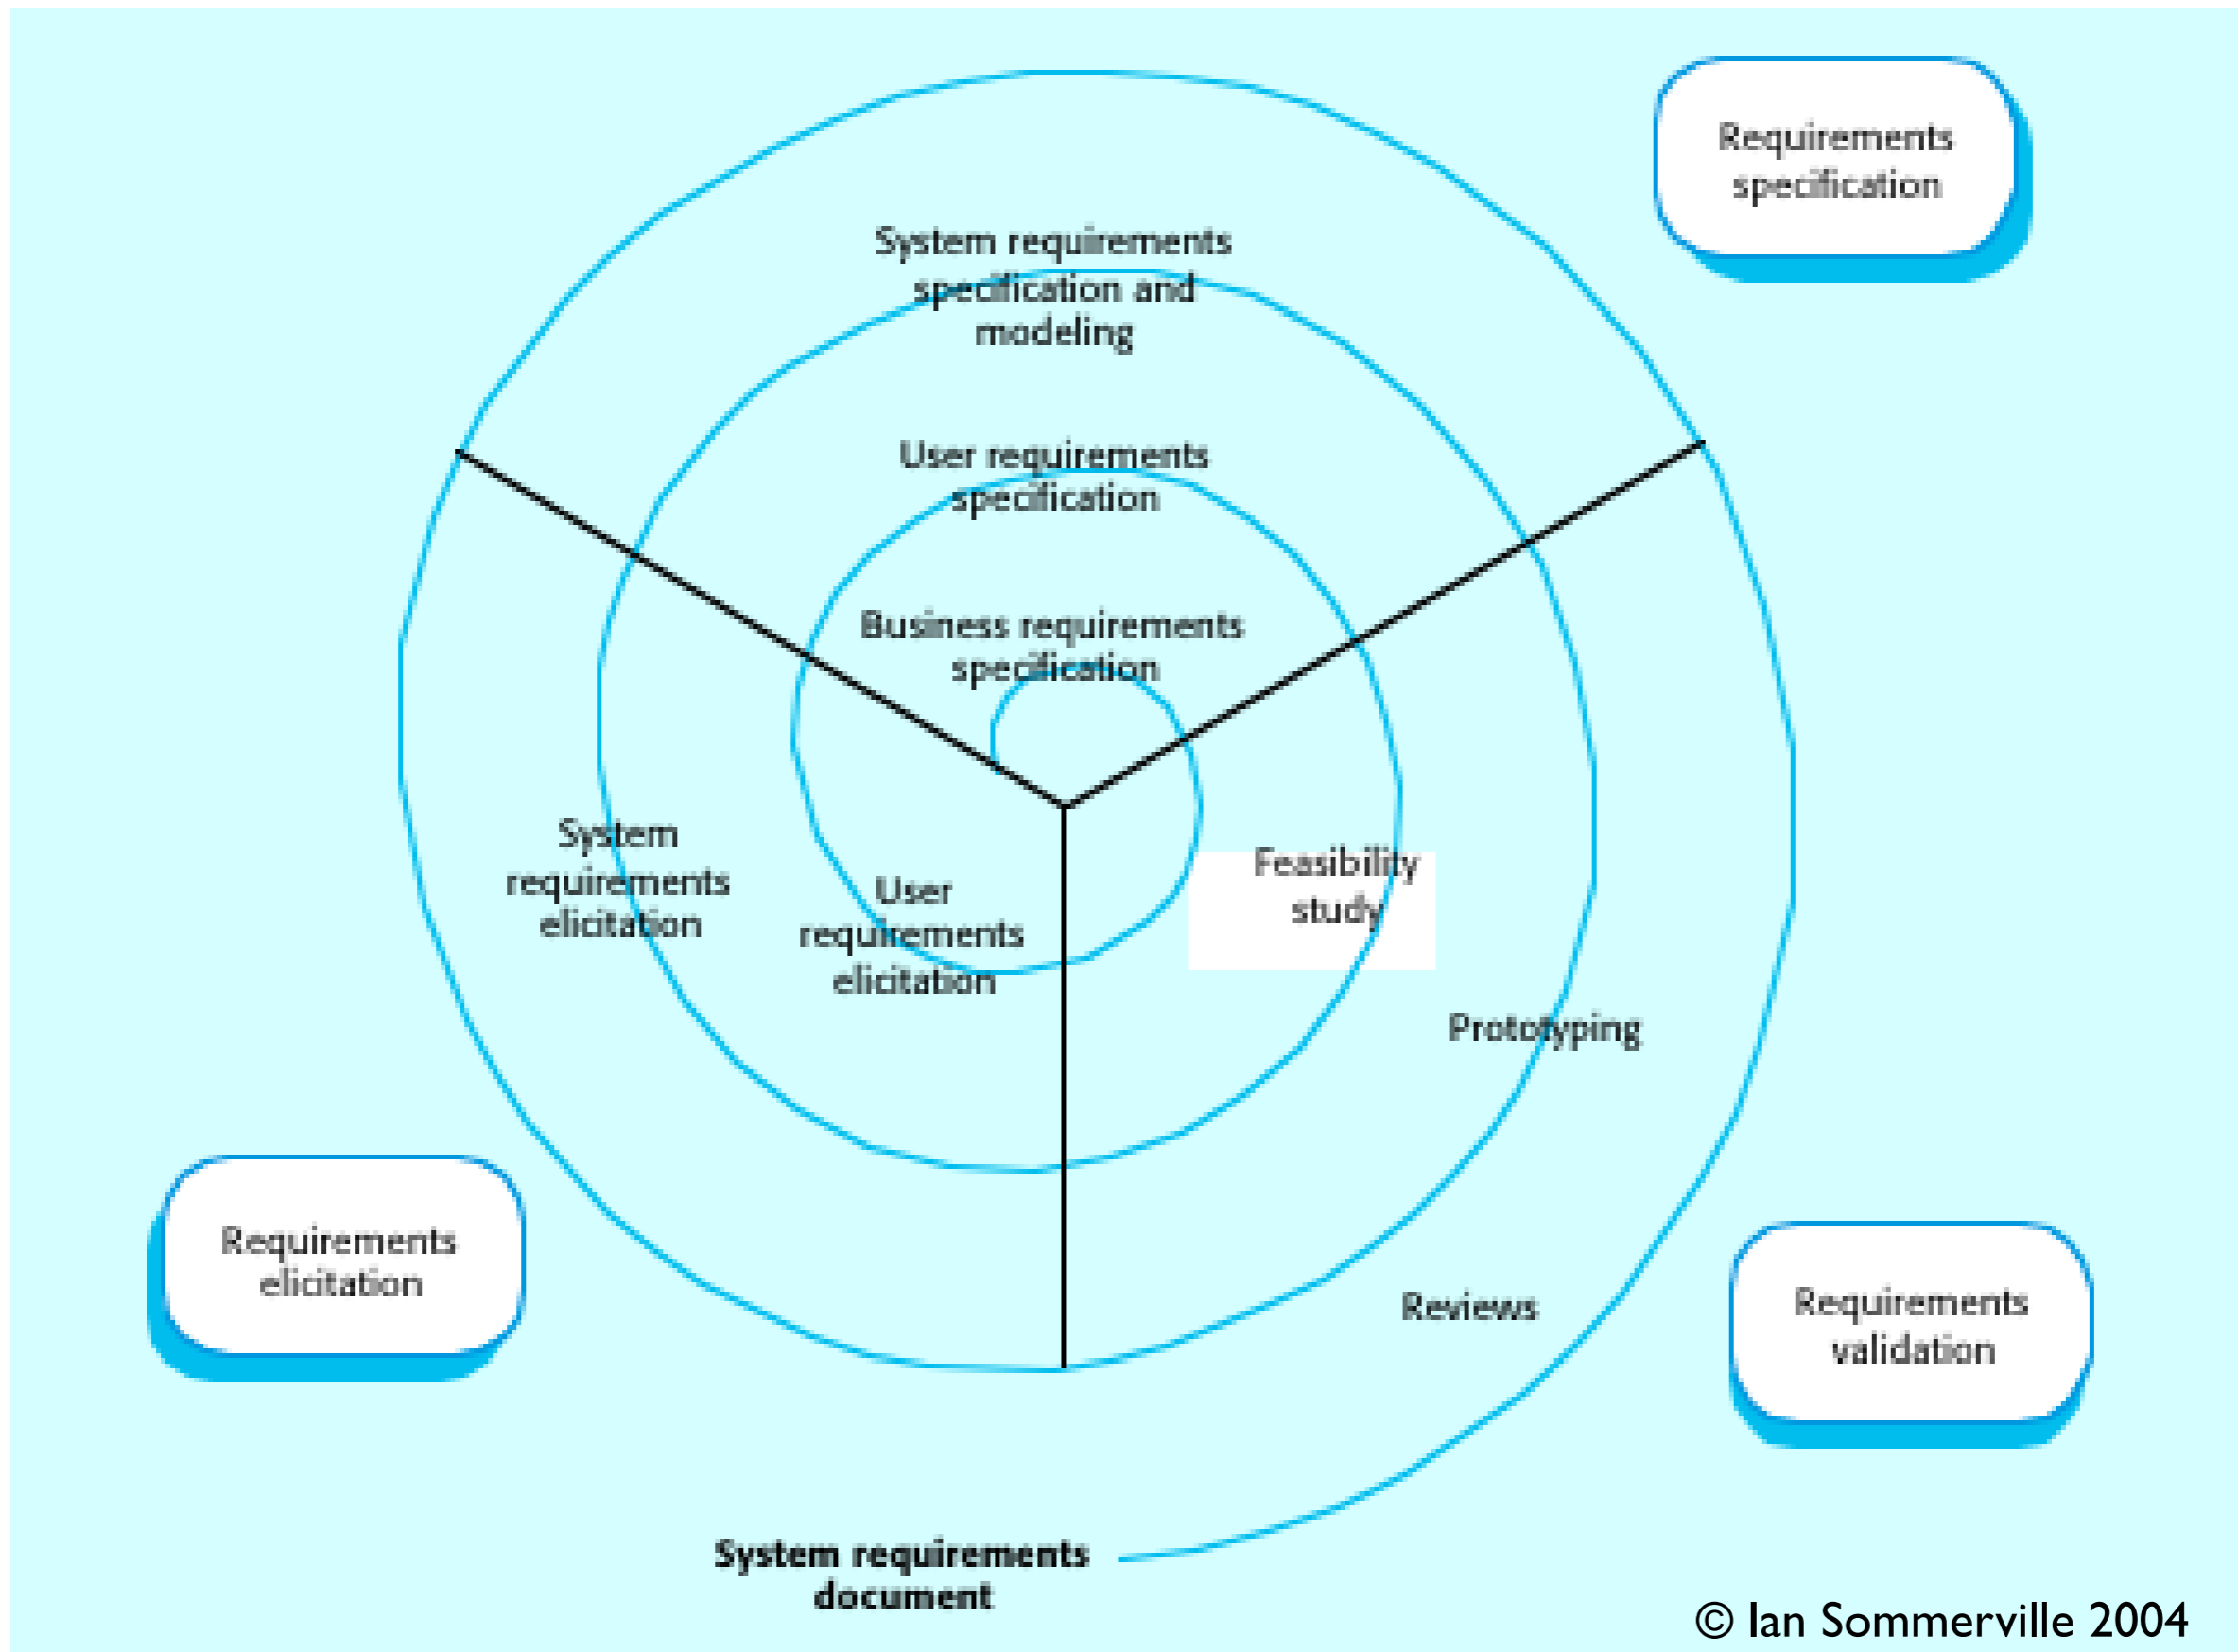 Requirements
specification
System requirements
specification and
modeling
User requirements
specification
Business requirements
specification
System
requirements
elicitation
User
requirements
elicitation
Feasibility
study
Prototyping
Requirements
elicitation
Reviews
Requirements
validation
System requirements
document
© Ian Sommerville 2004